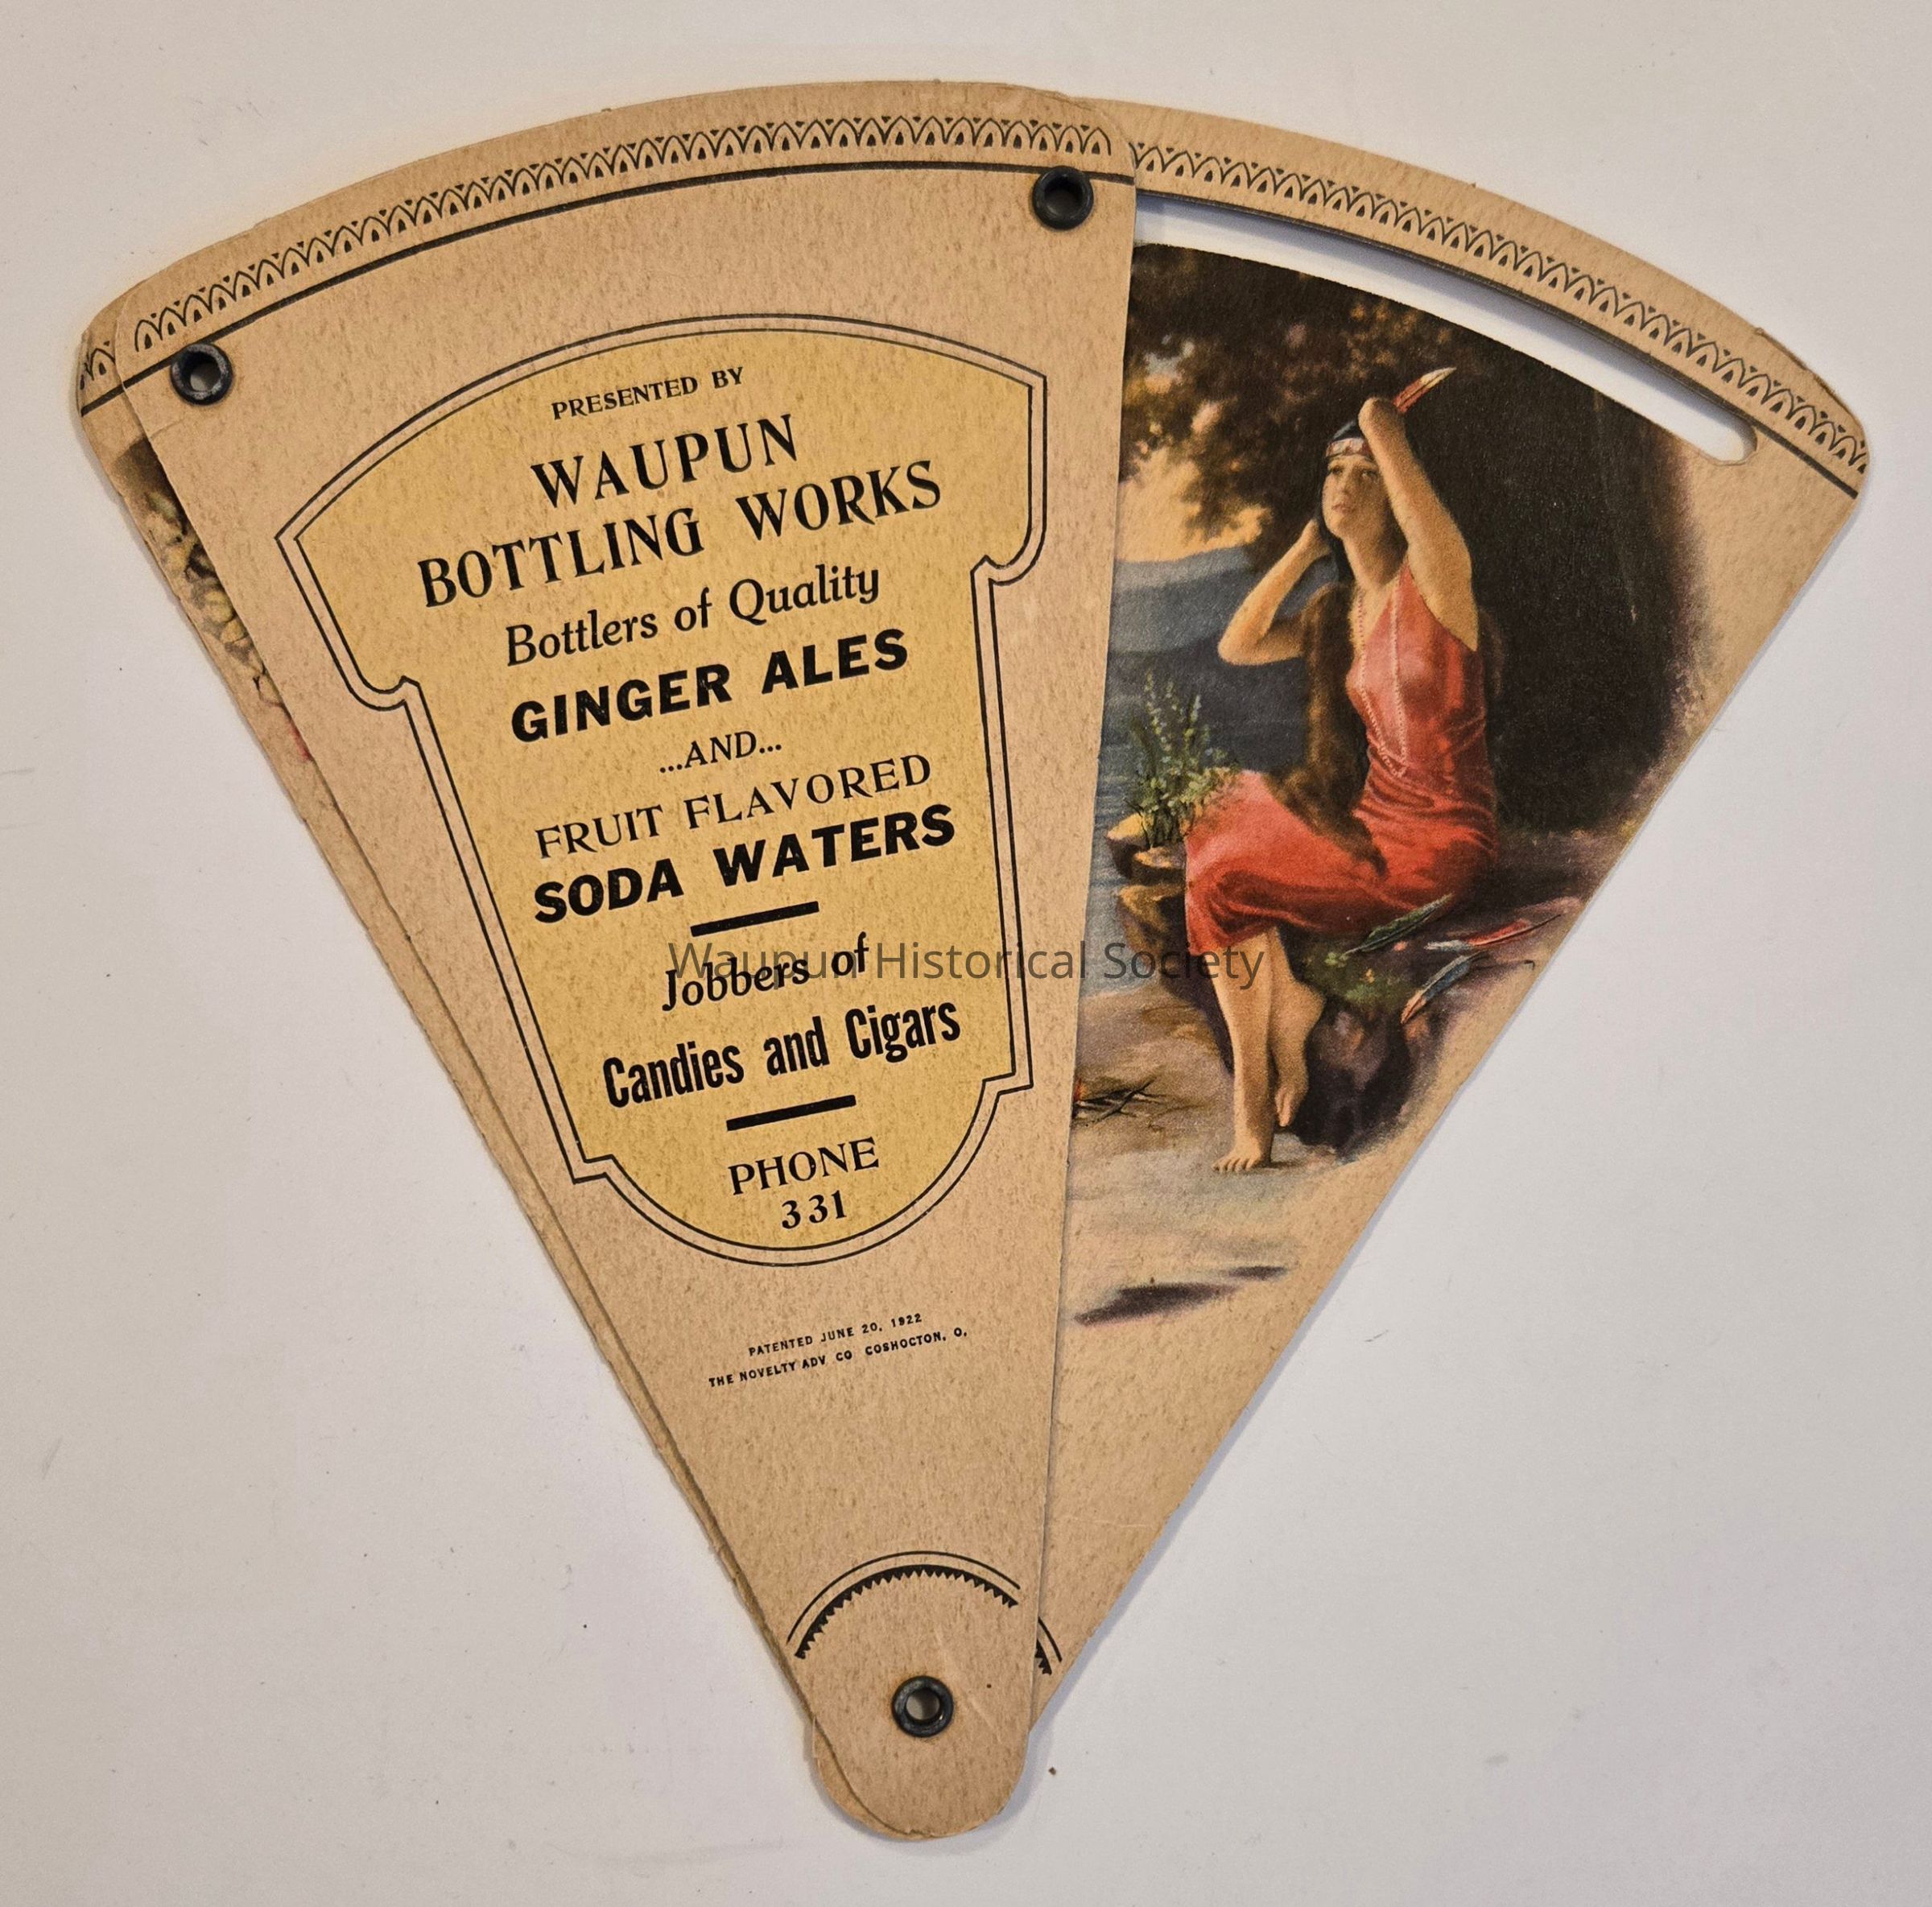 PRESENTED BY
WAUPUN
BOTTLING WORKS
Bottlers of Quality
GINGER ALES
...AND...
FRUIT FLAVORED
SODA WATERS
Jobbers of
Candies and Cigars
PHONE
331
PATENTED JUNE 20, 1922
THE NOVELTY ADV CO COSHOCTON, O.
Waupun Historical Society